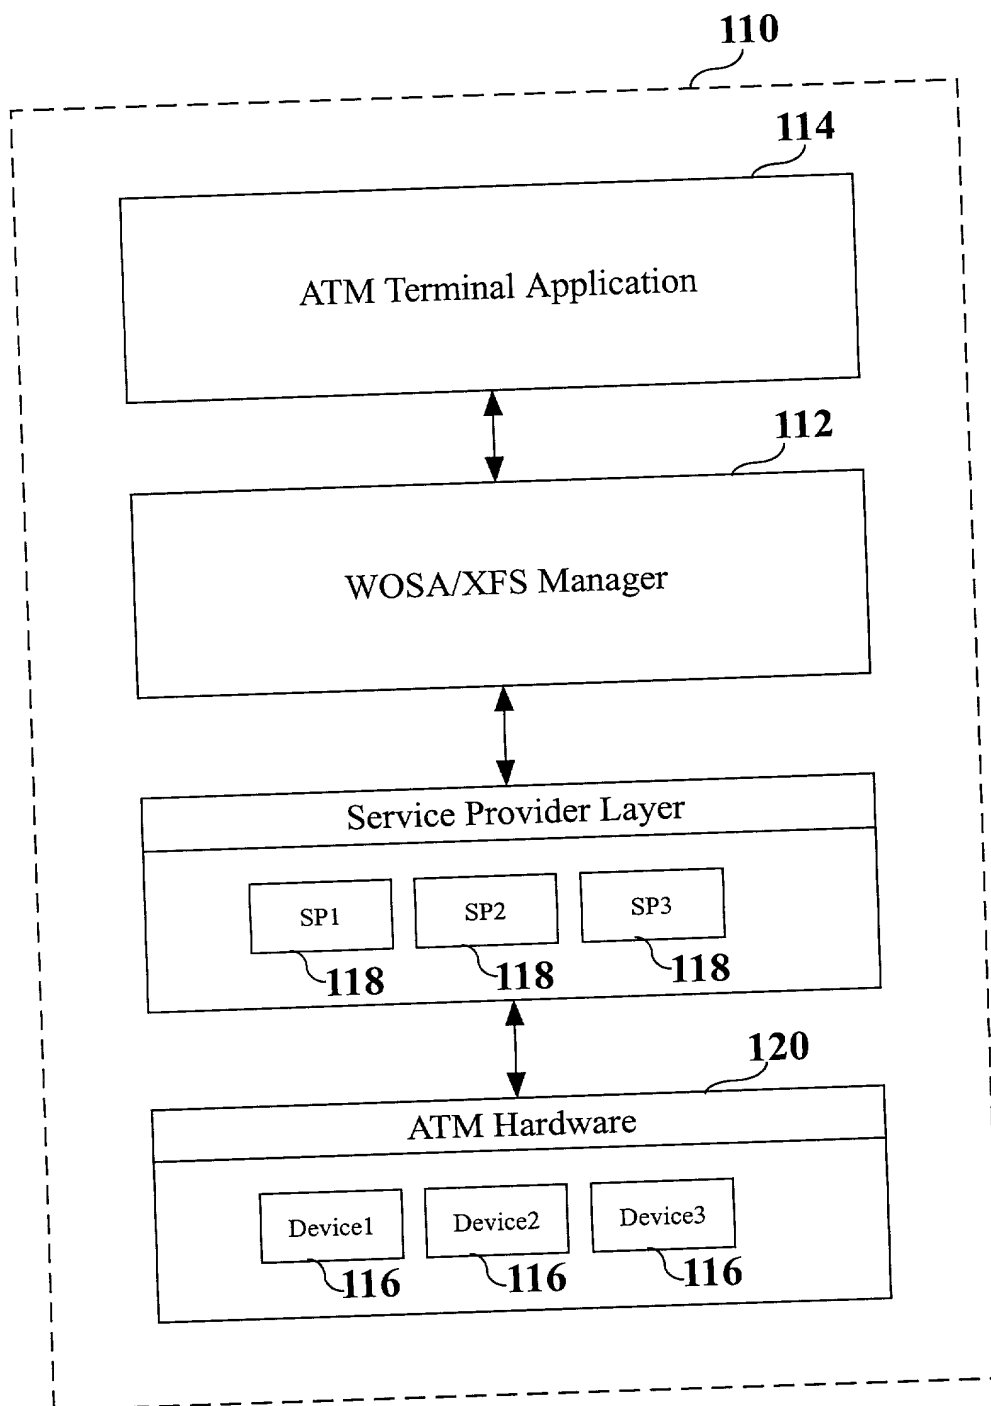 110
114
ATM Terminal Application
112
WOSA/XFS Manager
Service Provider Layer
SP1 SP2 SP3
118 118 118
120
ATM Hardware
Device1 Device2 Device3
116 116 116